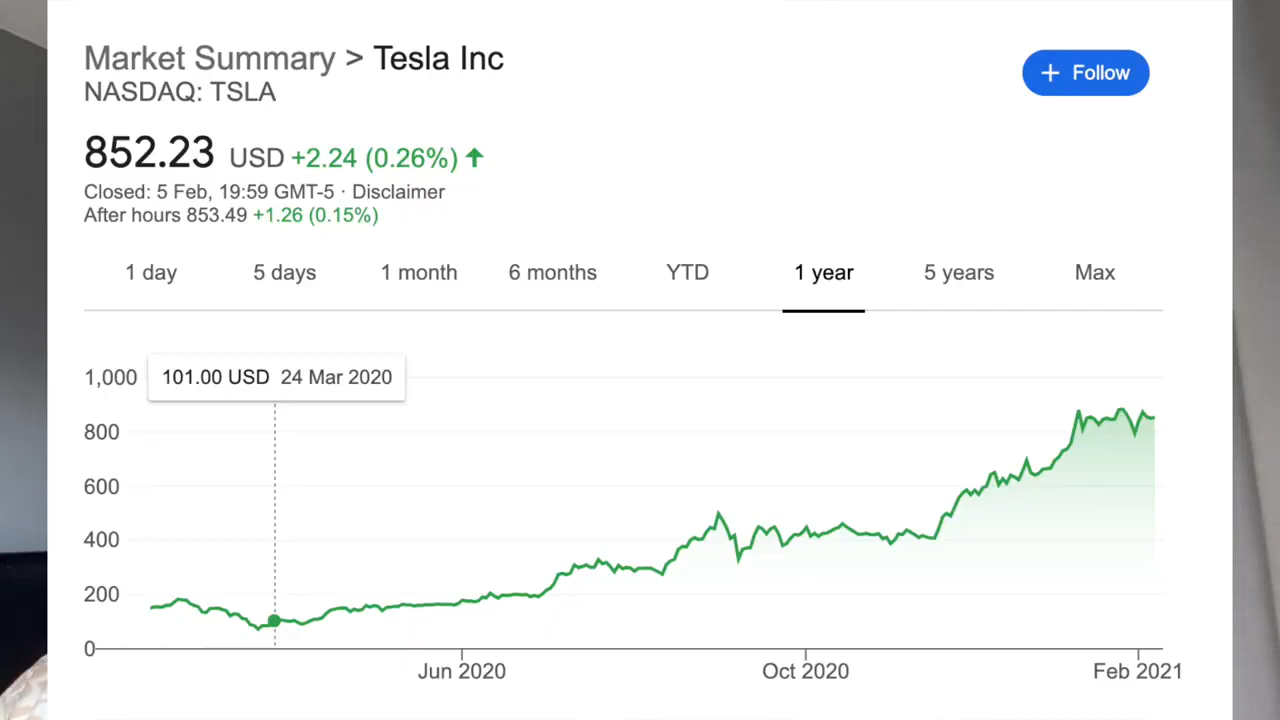 Market Summary > Tesla Inc
NASDAQ: TSLA
+ Follow
852.23 USD +2.24 (0.26%) ↑
Closed: 5 Feb, 19:59 GMT-5 · Disclaimer
After hours 853.49 +1.26 (0.15%)
1 day 5 days 1 month 6 months YTD 1 year 5 years Max
101.00 USD 24 Mar 2020
1,000
800
600
400
200
0
Jun 2020 Oct 2020 Feb 2021